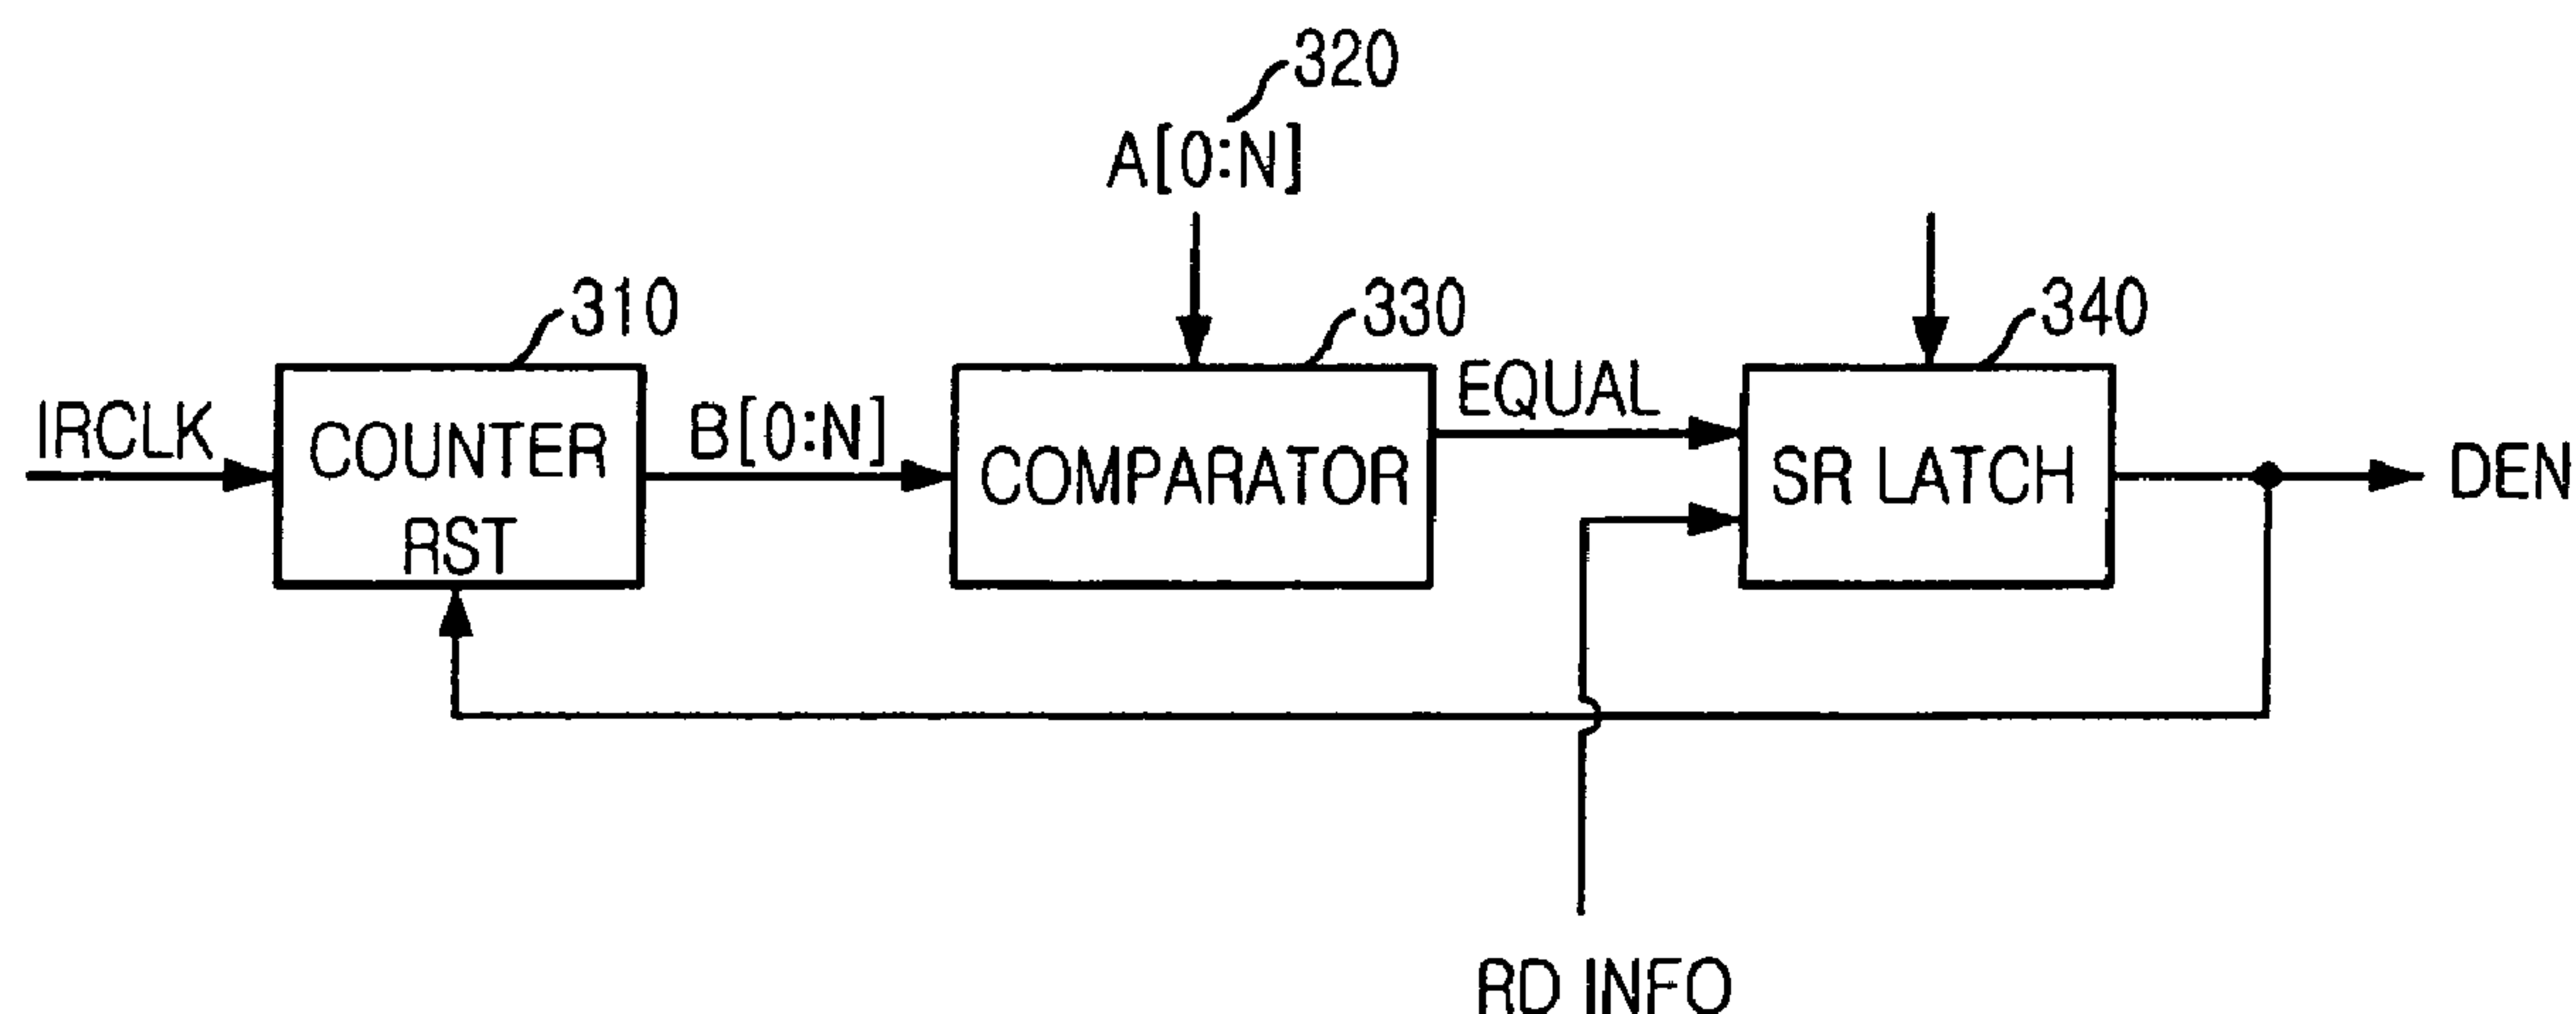 320
A[0:N]
310
330
340
IRCLK
COUNTER
RST
B[0:N]
COMPARATOR
EQUAL
SR LATCH
DEN
RD INFO